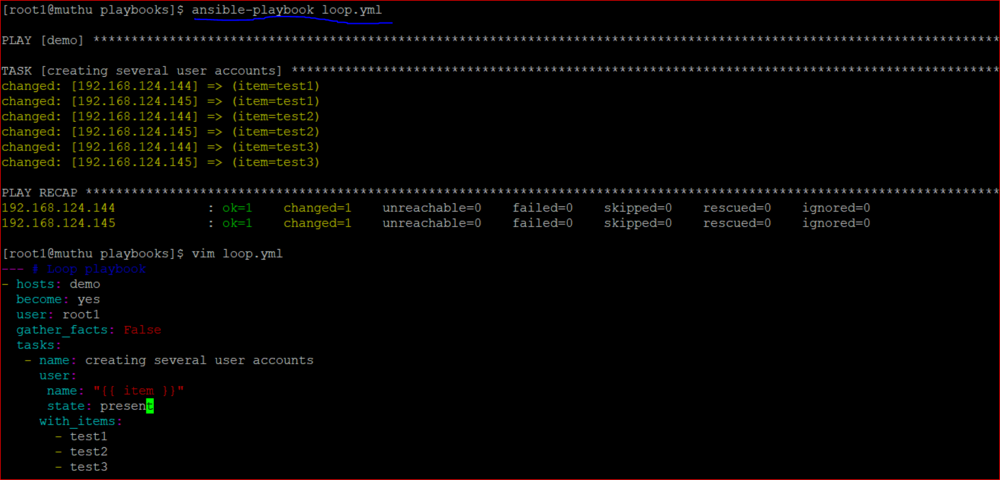 [root1@muthu playbooks]$ ansible-playbook loop.yml
PLAY [demo] ***********************************************************************************************************************
TASK [creating several user accounts] *********************************************************************************************
changed: [192.168.124.144] => (item=test1)
changed: [192.168.124.145] => (item=test1)
changed: [192.168.124.144] => (item=test2)
changed: [192.168.124.145] => (item=test2)
changed: [192.168.124.144] => (item=test3)
changed: [192.168.124.145] => (item=test3)
PLAY RECAP ************************************************************************************************************************
192.168.124.144 : ok=1 changed=1 unreachable=0 failed=0 skipped=0 rescued=0 ignored=0
192.168.124.145 : ok=1 changed=1 unreachable=0 failed=0 skipped=0 rescued=0 ignored=0
[root1@muthu playbooks]$ vim loop.yml
--- # Loop playbook
- hosts: demo
  become: yes
  user: root1
  gather_facts: False
  tasks:
   - name: creating several user accounts
     user:
      name: "{{ item }}"
      state: present
     with_items:
       - test1
       - test2
       - test3